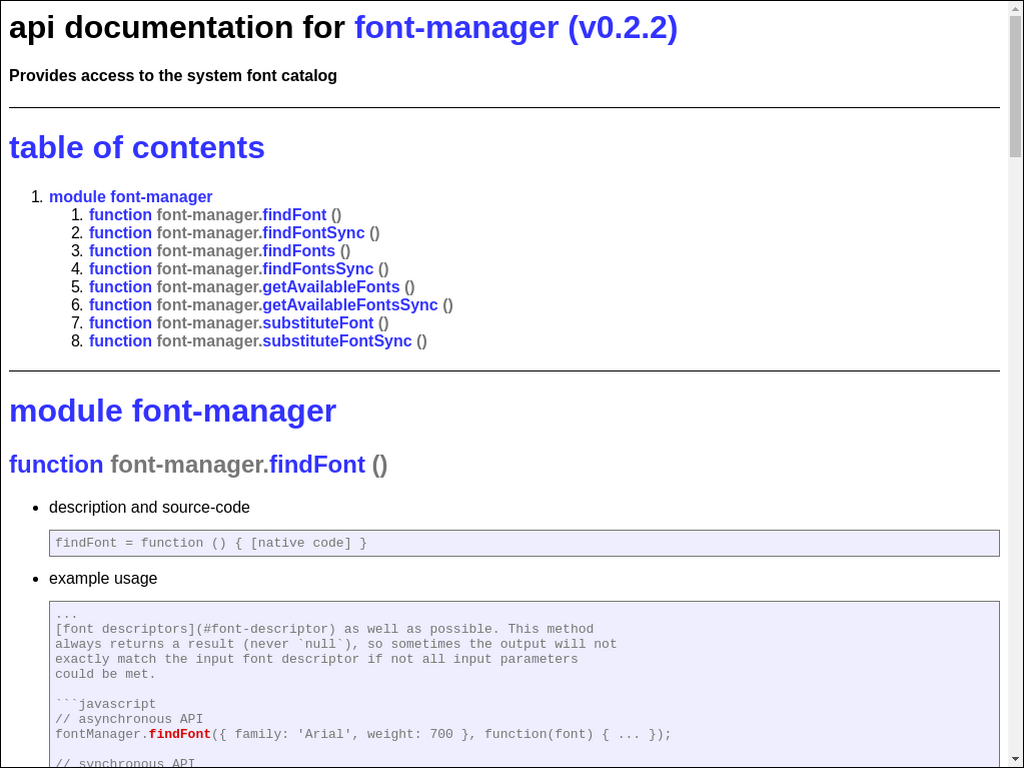 api documentation for font-manager (v0.2.2)
Provides access to the system font catalog
table of contents
1. module font-manager
1. function font-manager.findFont ()
2. function font-manager.findFontSync ()
3. function font-manager.findFonts ()
4. function font-manager.findFontsSync ()
5. function font-manager.getAvailableFonts ()
6. function font-manager.getAvailableFontsSync ()
7. function font-manager.substituteFont ()
8. function font-manager.substituteFontSync ()
module font-manager
function font-manager.findFont ()
• description and source-code
findFont = function () { [native code] }
• example usage
...
[font descriptors](#font-descriptor) as well as possible. This method
always returns a result (never `null`), so sometimes the output will not
exactly match the input font descriptor if not all input parameters
could be met.
```javascript
// asynchronous API
fontManager.findFont({ family: 'Arial', weight: 700 }, function(font) { ... });
// synchronous API